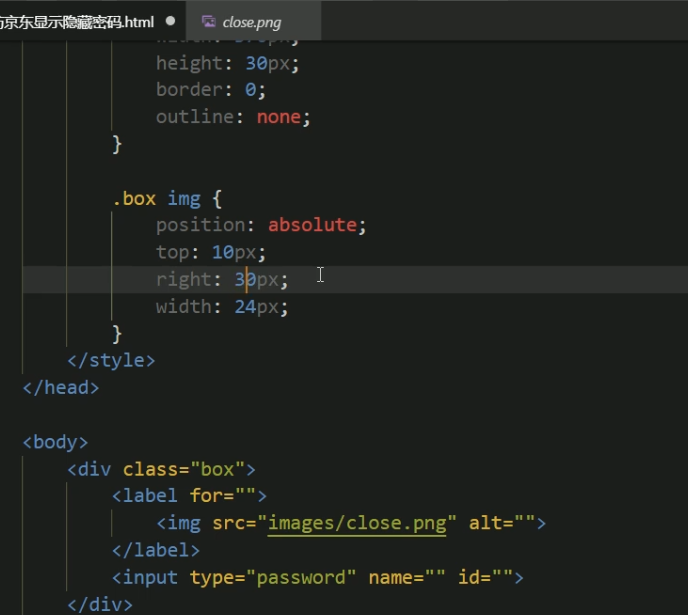 京东显示隐藏密码.html ● close.png
height: 30px;
border: 0;
outline: none;
}
.box img {
position: absolute;
top: 10px;
right: 30px;
width: 24px;
}
</style>
</head>
<body>
<div class="box">
<label for="">
<img src="images/close.png" alt="">
</label>
<input type="password" name="" id="">
</div>